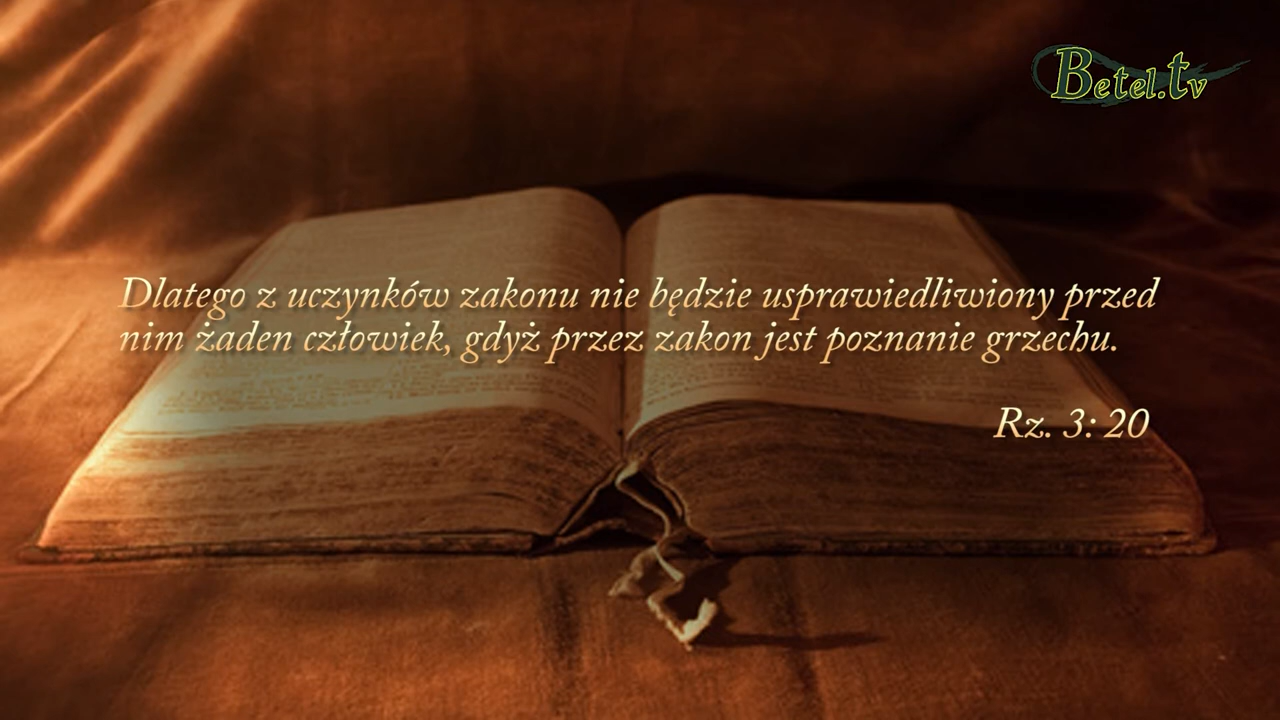 Betel.tv
Dlatego z uczynków zakonu nie będzie usprawiedliwiony przed
nim żaden człowiek, gdyż przez zakon jest poznanie grzechu.
Rz. 3: 20